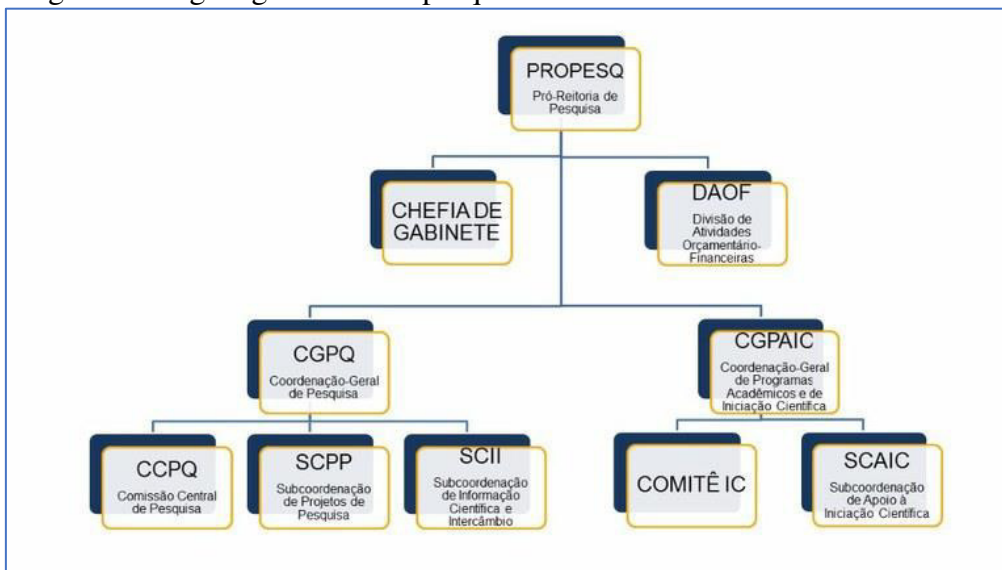 PROPESQ
Pró-Reitoria de
Pesquisa
CHEFIA DE
GABINETE
DAOF
Divisão de
Atividades
Orçamentário-
Financeiras
CGPQ
Coordenação-Geral
de Pesquisa
CGPAIC
Coordenação-Geral
de Programas
Acadêmicos e de
Iniciação Científica
CCPQ
Comissão Central
de Pesquisa
SCPP
Subcoordenação
de Projetos de
Pesquisa
SCII
Subcoordenação
de Informação
Científica e
Intercâmbio
COMITÊ IC
SCAIC
Subcoordenação
de Apoio à
Iniciação Científica